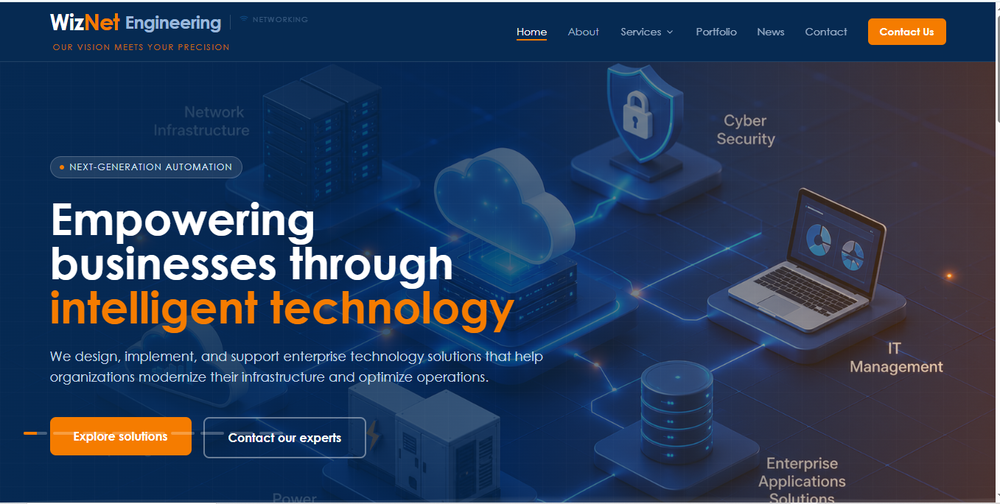 WizNet Engineering
NETWORKING
OUR VISION MEETS YOUR PRECISION
Home
About
Services
Portfolio
News
Contact
Contact Us
Network
Infrastructure
Cyber
Security
NEXT-GENERATION AUTOMATION
Empowering
businesses through
intelligent technology
We design, implement, and support enterprise technology solutions that help
organizations modernize their infrastructure and optimize operations.
IT
Management
Explore solutions
Contact our experts
Enterprise
Applications
Solutions
Power